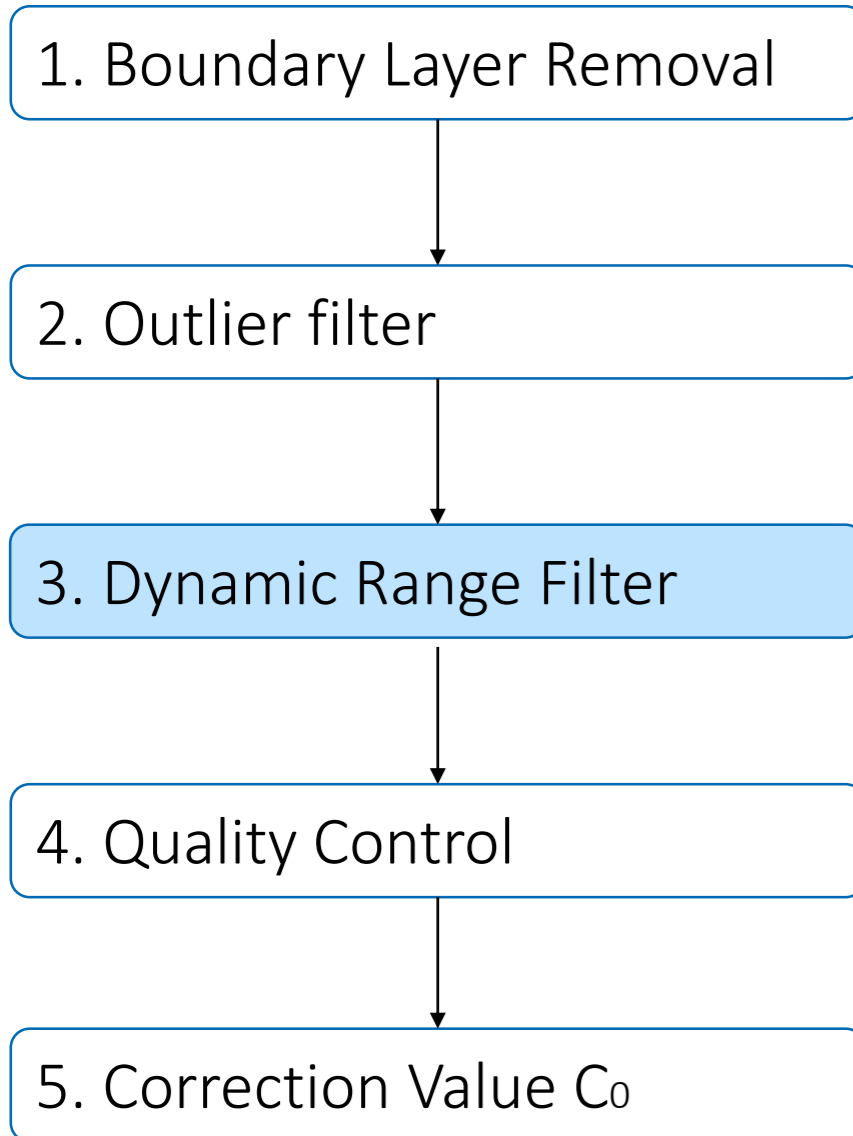 1. Boundary Layer Removal
2. Outlier filter
3. Dynamic Range Filter
4. Quality Control
5. Correction Value C₀